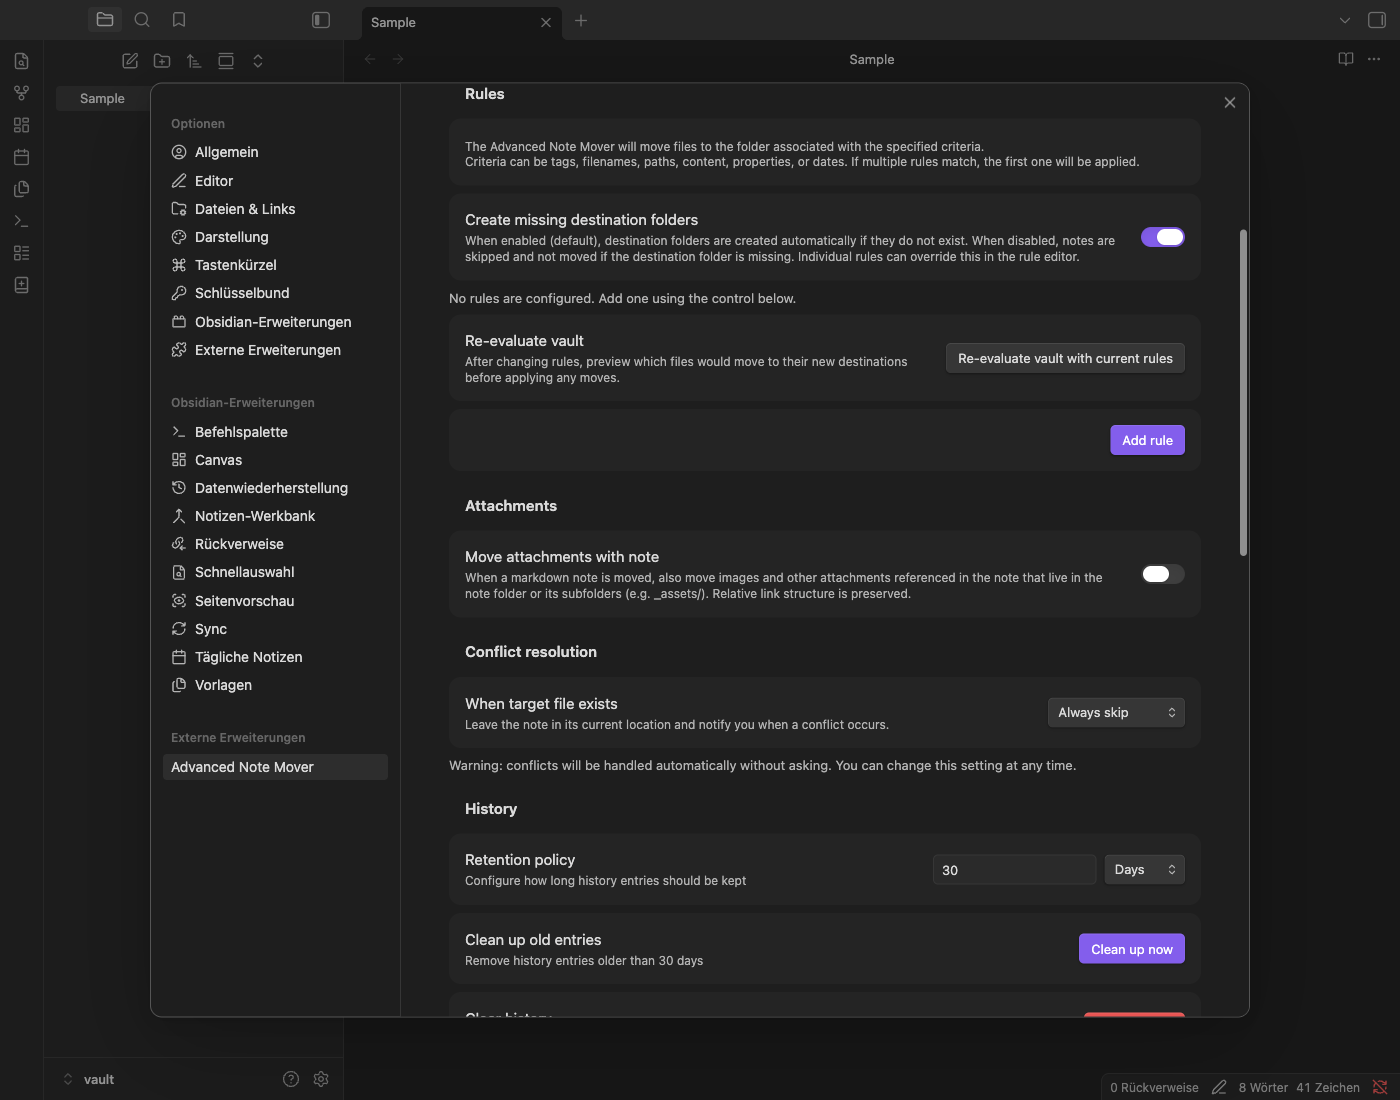 Sample
Sample
Sample
Optionen
Allgemein
Editor
Dateien & Links
Darstellung
Tastenkürzel
Schlüsselbund
Obsidian-Erweiterungen
Externe Erweiterungen
Obsidian-Erweiterungen
Befehlspalette
Canvas
Datenwiederherstellung
Notizen-Werkbank
Rückverweise
Schnellauswahl
Seitenvorschau
Sync
Tägliche Notizen
Vorlagen
Externe Erweiterungen
Advanced Note Mover
Rules
The Advanced Note Mover will move files to the folder associated with the specified criteria.
Criteria can be tags, filenames, paths, content, properties, or dates. If multiple rules match, the first one will be applied.
Create missing destination folders
When enabled (default), destination folders are created automatically if they do not exist. When disabled, notes are
skipped and not moved if the destination folder is missing. Individual rules can override this in the rule editor.
No rules are configured. Add one using the control below.
Re-evaluate vault
After changing rules, preview which files would move to their new destinations
before applying any moves.
Re-evaluate vault with current rules
Add rule
Attachments
Move attachments with note
When a markdown note is moved, also move images and other attachments referenced in the note that live in the
note folder or its subfolders (e.g. _assets/). Relative link structure is preserved.
Conflict resolution
When target file exists
Leave the note in its current location and notify you when a conflict occurs.
Always skip
Warning: conflicts will be handled automatically without asking. You can change this setting at any time.
History
Retention policy
Configure how long history entries should be kept
30
Days
Clean up old entries
Remove history entries older than 30 days
Clean up now
Clear history
vault
0 Rückverweise
8 Wörter
41 Zeichen